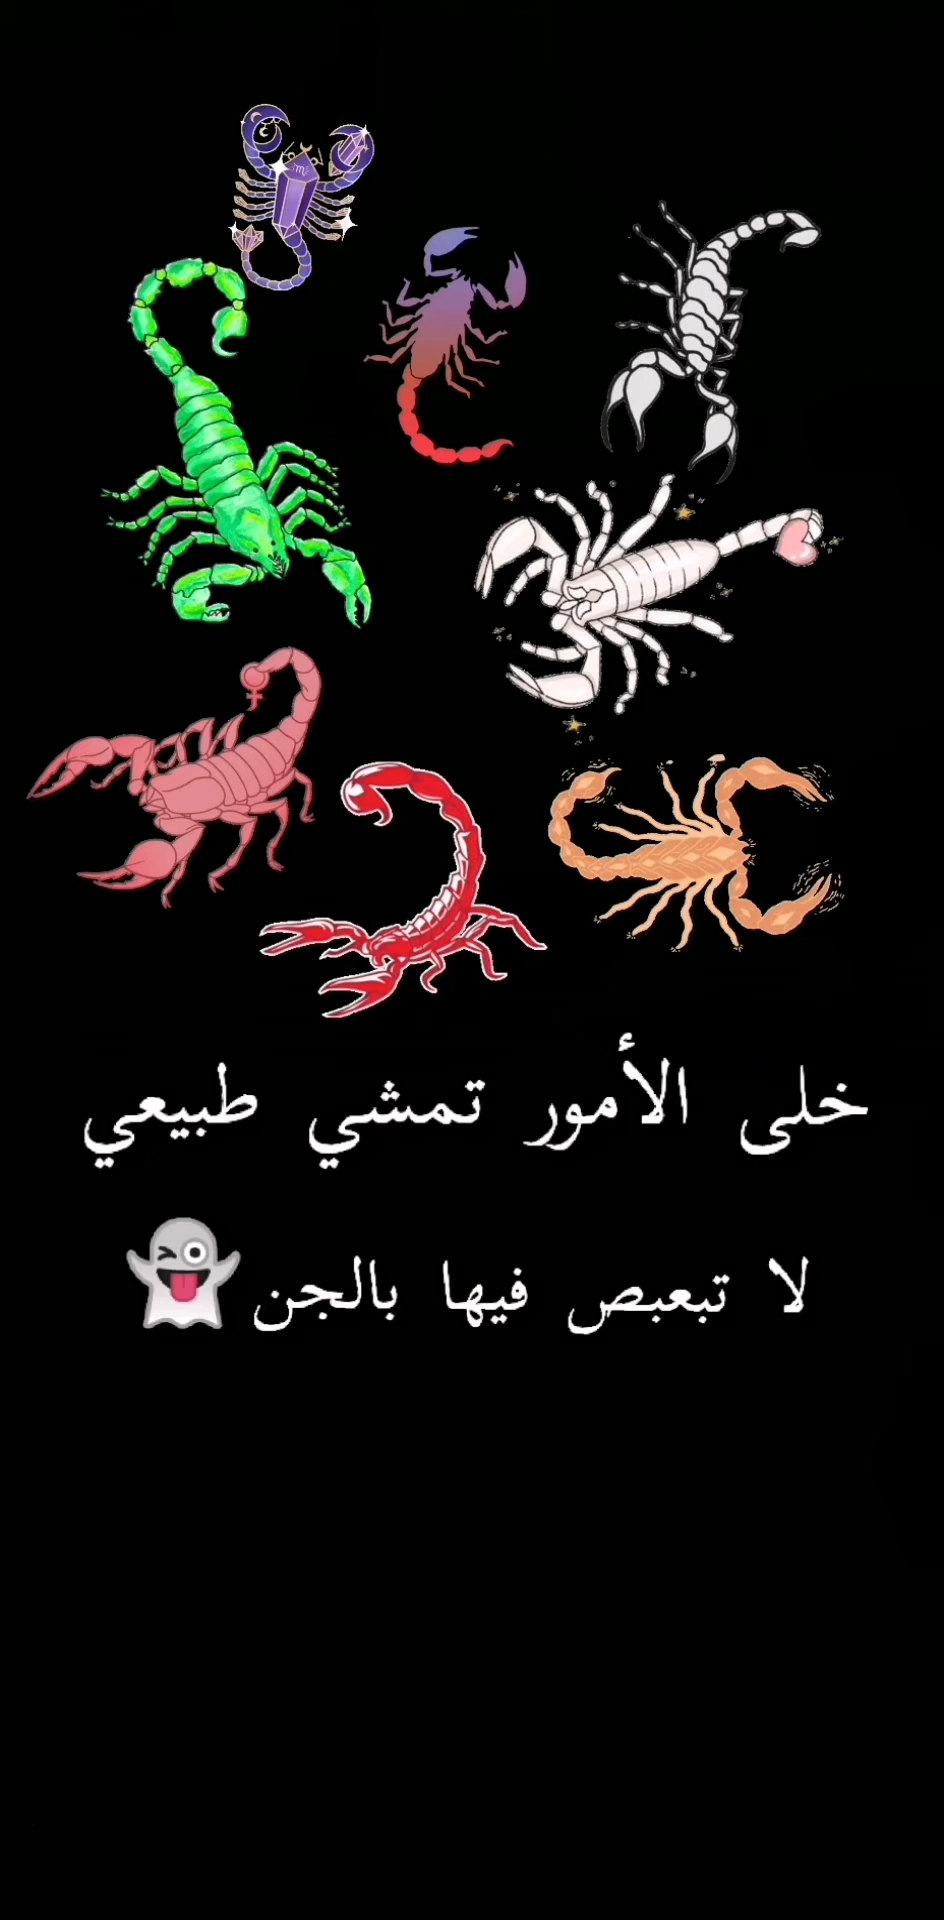 خلى الأمور تمشي طبيعي
لا تبعبص فيها بالجن 👻